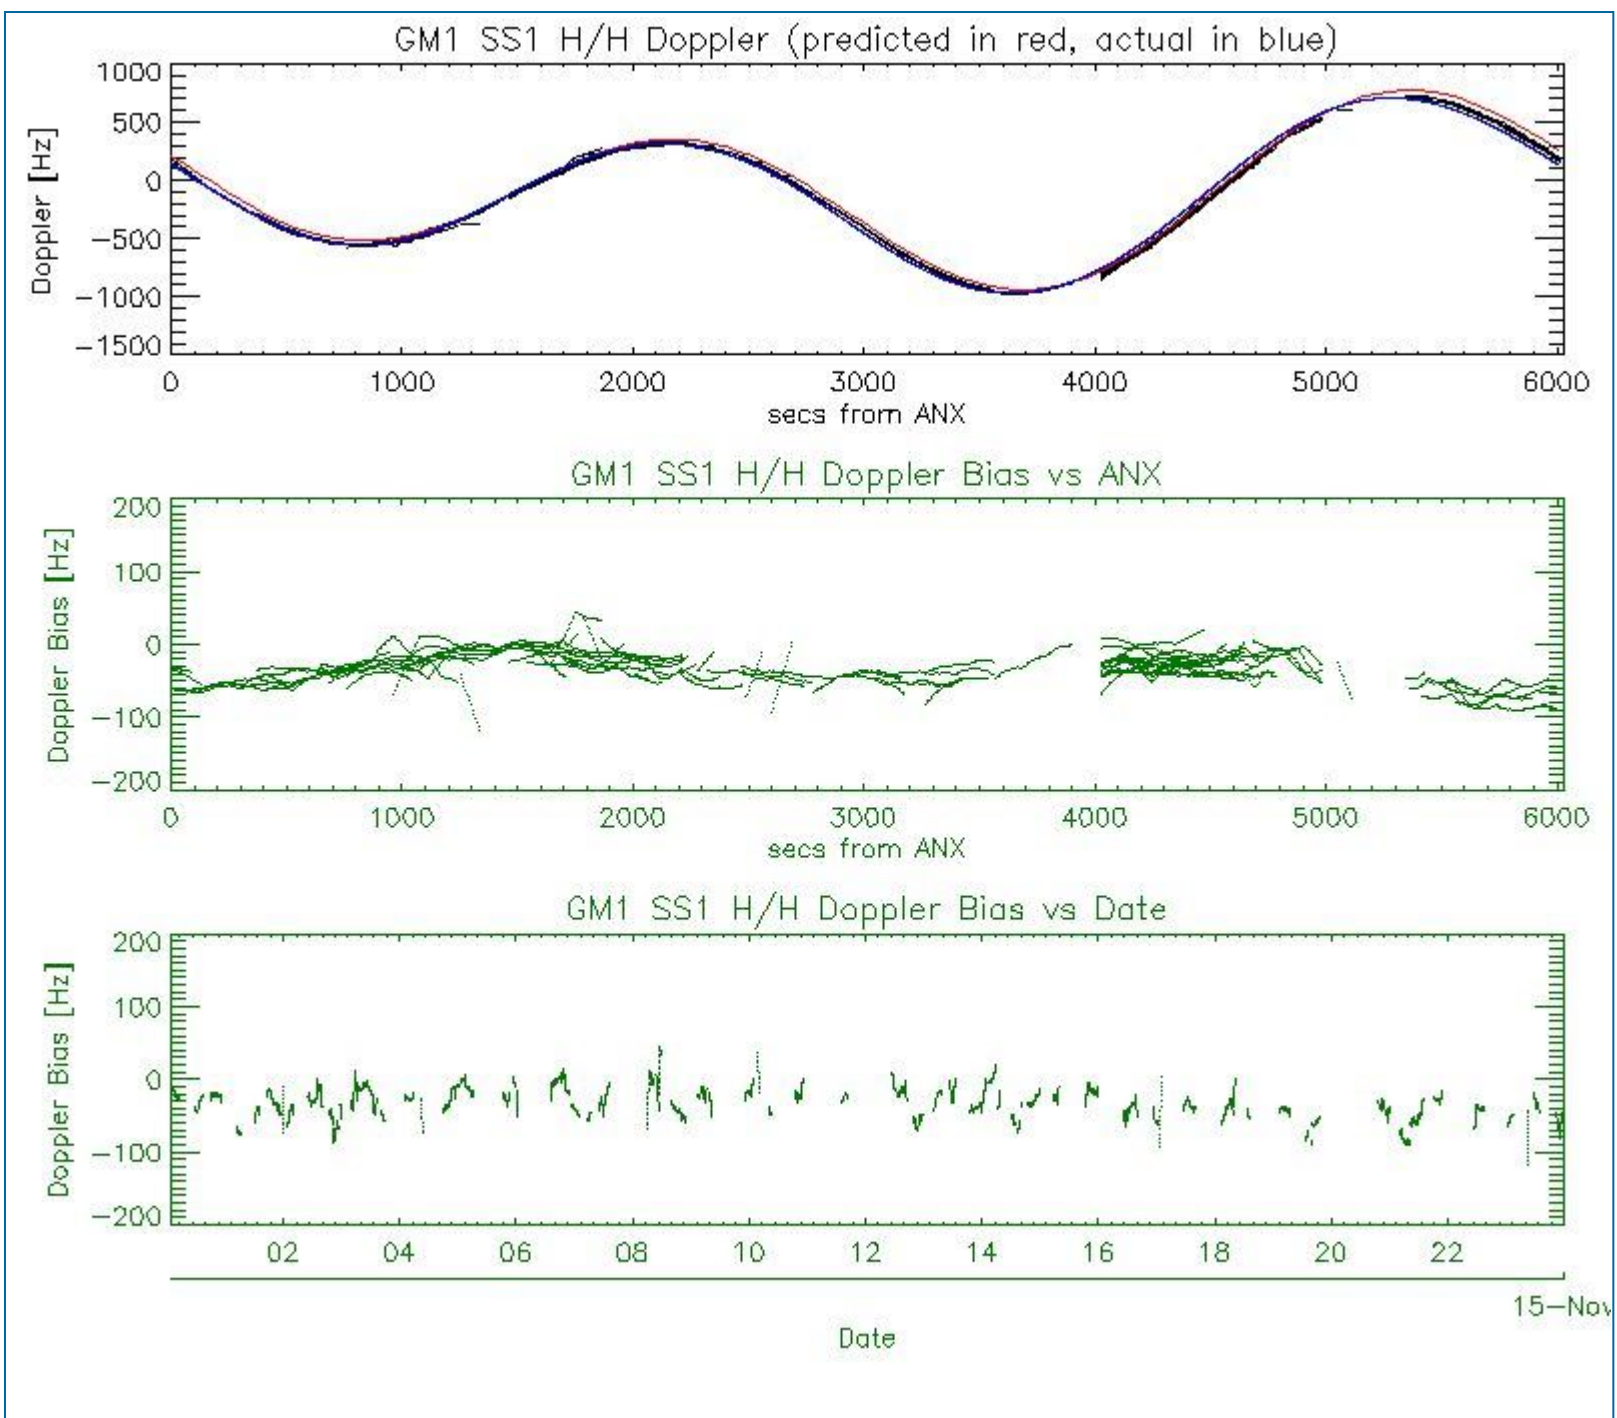 GM1 SS1 H/H Doppler (predicted in red, actual in blue)
Doppler [Hz]
1000
500
0
−500
−1000
−1500
0 1000 2000 3000 4000 5000 6000
secs from ANX
GM1 SS1 H/H Doppler Bias vs ANX
Doppler Bias [Hz]
200
100
0
−100
−200
0 1000 2000 3000 4000 5000 6000
secs from ANX
GM1 SS1 H/H Doppler Bias vs Date
Doppler Bias [Hz]
200
100
0
−100
−200
02 04 06 08 10 12 14 16 18 20 22
15−Nov
Date